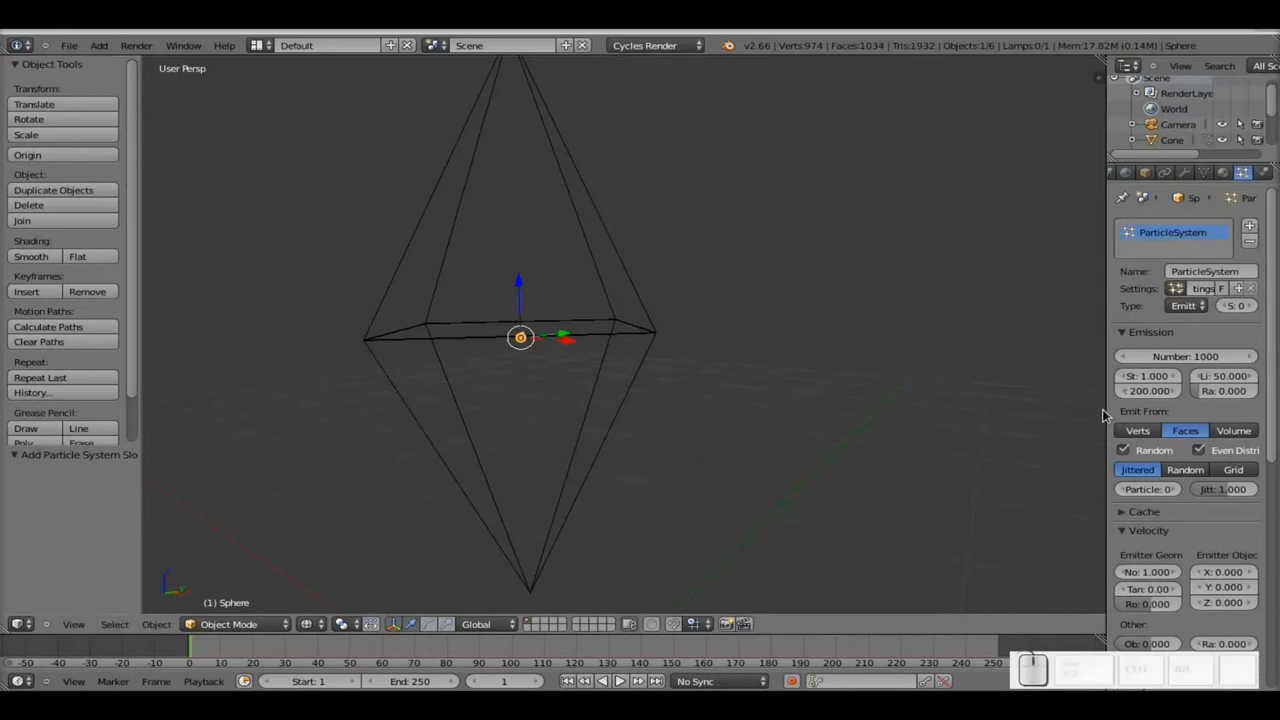 File Add Render Window Help Default Scene Cycles Render v2.66 | Verts:974 | Faces:1034 | Tris:1932 | Objects:1/6 | Lamps:0/1 | Mem:17.82M (0.14M) | Sphere
Object Tools
Transform:
Translate
Rotate
Scale
Origin
Object:
Duplicate Objects
Delete
Join
Shading:
Smooth Flat
Keyframes:
Insert Remove
Motion Paths:
Calculate Paths
Clear Paths
Repeat:
Repeat Last
History...
Grease Pencil:
Draw Line
Poly Erase
Add Particle System Slo
User Persp
(1) Sphere
View Search All Sc
Scene
RenderLaye
World
Camera
Cone
Sp Par
ParticleSystem
Name: ParticleSystem
Settings: tings F
Type: Emitt S: 0
Emission
Number: 1000
St: 1.000 Li: 50.000
200.000 Ra: 0.000
Emit From:
Verts Faces Volume
Random Even Distri
Jittered Random Grid
Particle: 0 Jitt: 1.000
Cache
Velocity
Emitter Geom Emitter Objec
No: 1.000 X: 0.000
Tan: 0.00 Y: 0.000
Ro: 0.000 Z: 0.000
Other:
Ob: 0.000 Ra: 0.000
View Select Object Object Mode Global
-50 -40 -30 -20 -10 0 10 20 30 40 50 60 70 80 90 100 110 120 130 140 150 160 170 180 190 200 210 220 230 240 250
View Marker Frame Playback Start: 1 End: 250 1 No Sync
Ctrl Alt